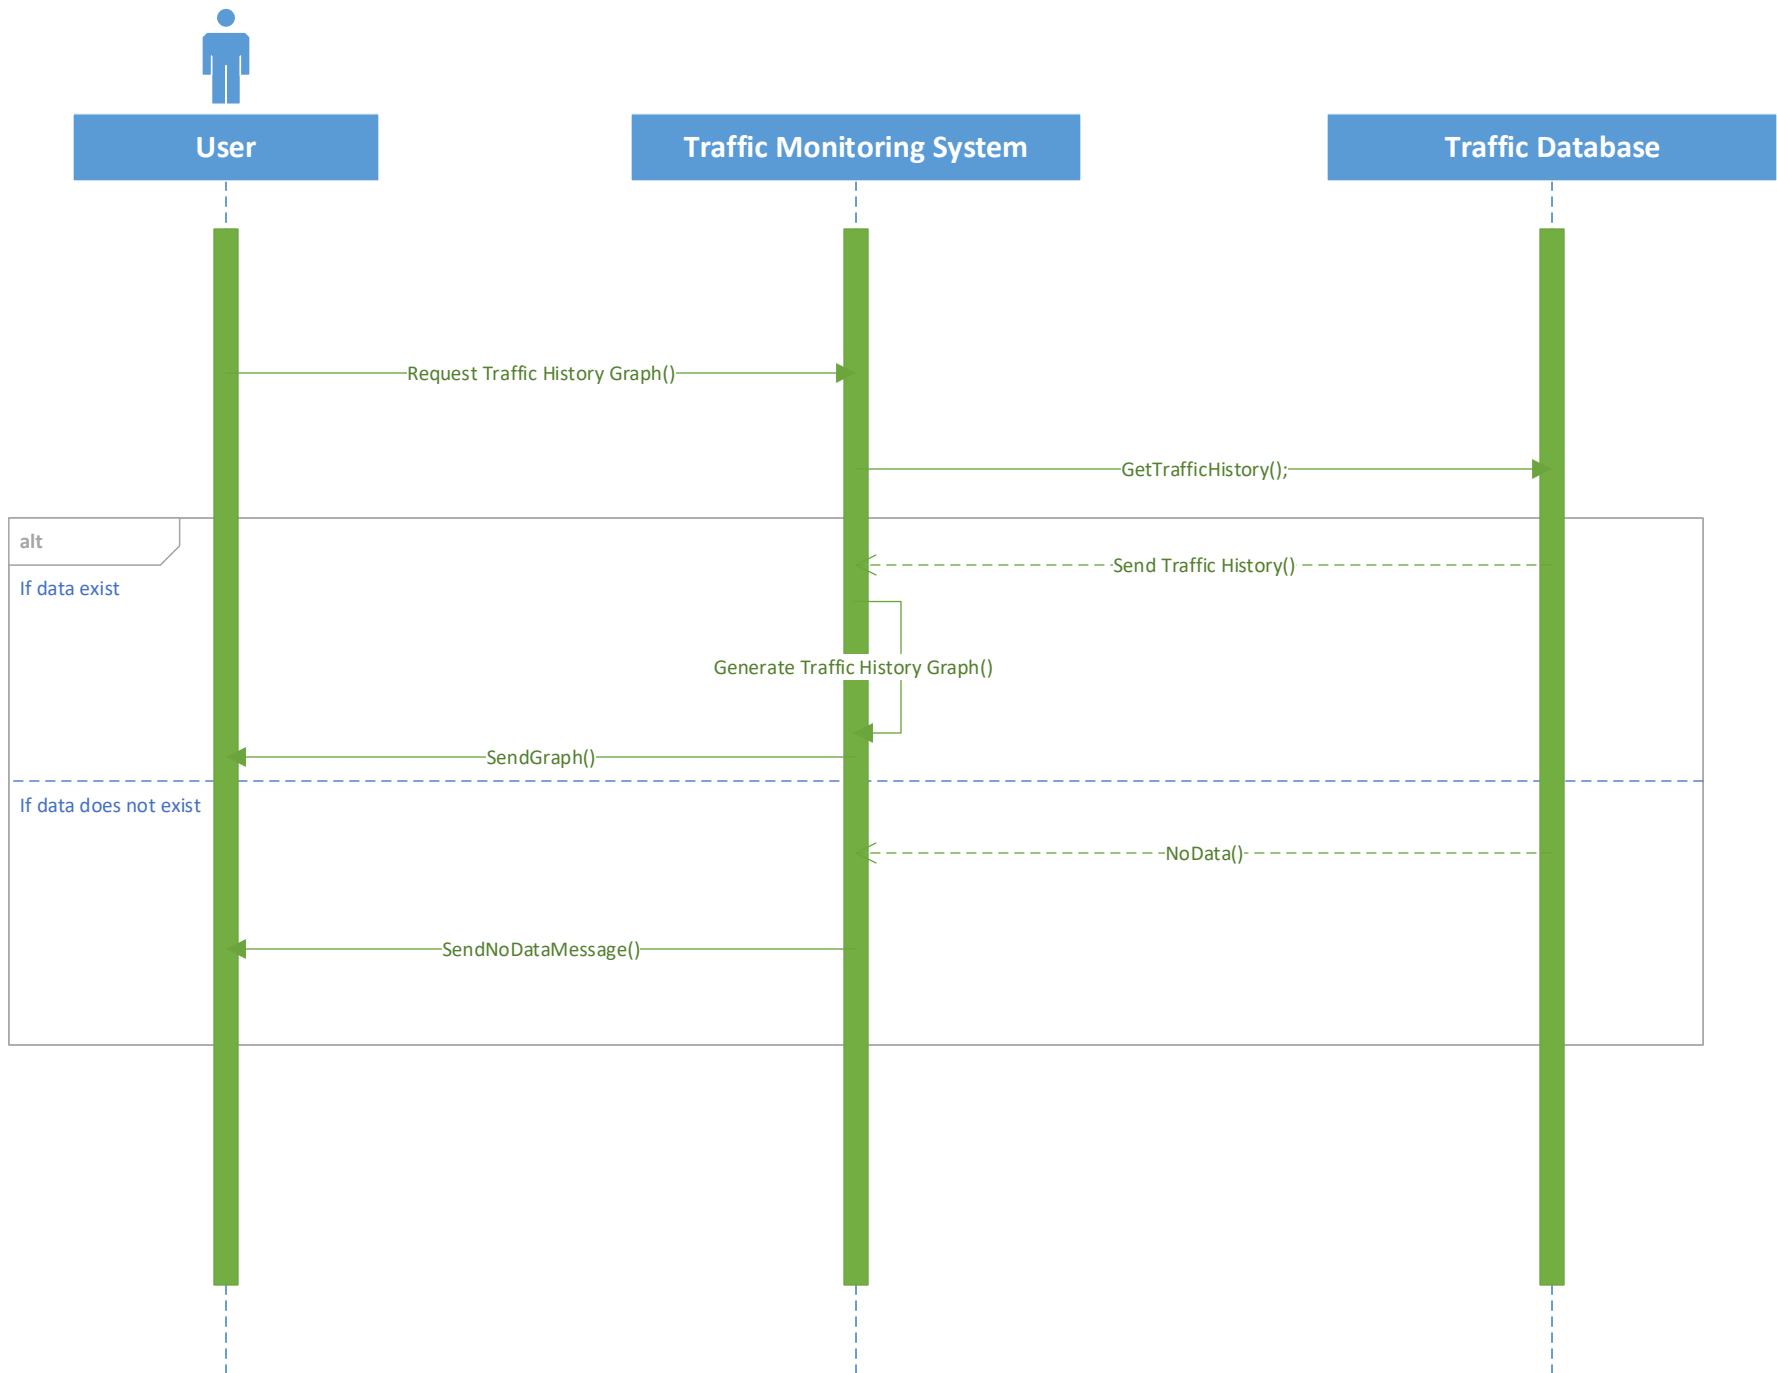 User
Traffic Monitoring System
Traffic Database
Request Traffic History Graph()
GetTrafficHistory();
alt
Send Traffic History()
If data exist
Generate Traffic History Graph()
SendGraph()
If data does not exist
NoData()
SendNoDataMessage()